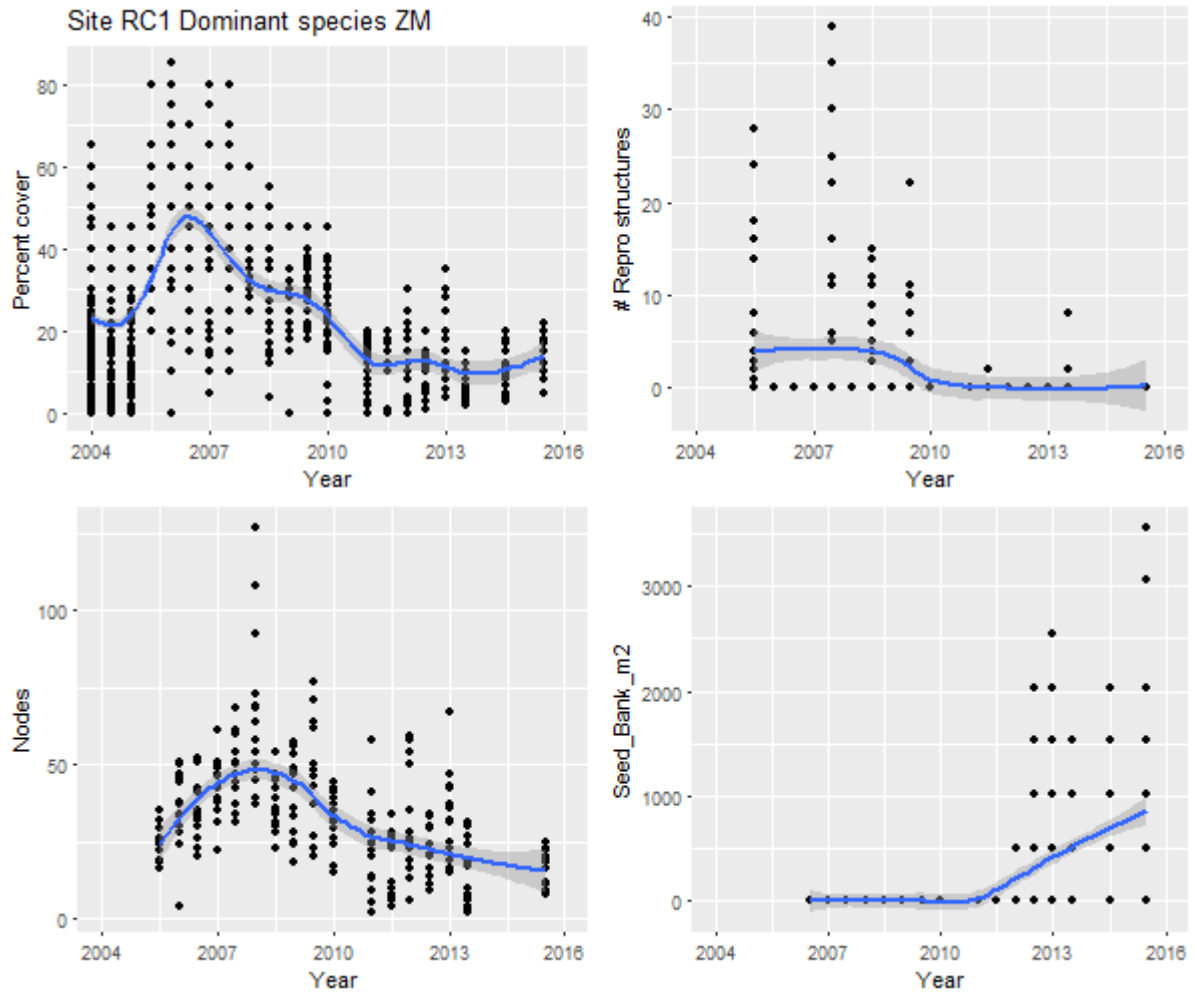 Site RC1 Dominant species ZM
Percent cover
80
60
40
20
0
2004 2007 2010 2013 2016
Year
# Repro structures
40
30
20
10
0
2004 2007 2010 2013 2016
Year
Nodes
100
50
0
2004 2007 2010 2013 2016
Year
Seed_Bank_m2
3000
2000
1000
0
2004 2007 2010 2013 2016
Year